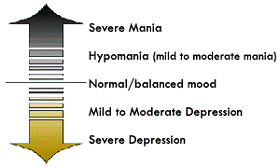 Severe Mania
Hypomania (mild to moderate mania)
Normal/balanced mood
Mild to Moderate Depression
Severe Depression